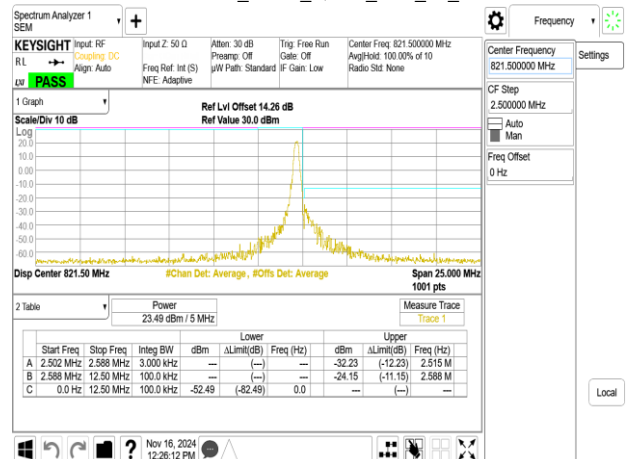 Spectrum Analyzer 1
SEM
Frequency
KEYSIGHT
RL
Input: RF
Coupling: DC
Align: Auto
Input Z: 50 Ω
Freq Ref: Int (S)
NFE: Adaptive
Atten: 30 dB
Preamp: Off
µW Path: Standard
Trig: Free Run
Gate: Off
IF Gain: Low
Center Freq: 821.500000 MHz
Avg|Hold: 100.00% of 10
Radio Std: None
LXI PASS
Center Frequency
821.500000 MHz
Settings
CF Step
2.500000 MHz
Auto
Man
Freq Offset
0 Hz
1 Graph
Scale/Div 10 dB
Ref Lvl Offset 14.26 dB
Ref Value 30.0 dBm
Log
20.0
10.0
0.00
-10.0
-20.0
-30.0
-40.0
-50.0
-60.0
Disp Center 821.50 MHz
#Chan Det: Average , #Offs Det: Average
Span 25.000 MHz
1001 pts
2 Table
Power
23.49 dBm / 5 MHz
Measure Trace
Trace 1
Lower Upper
Start Freq Stop Freq Integ BW dBm ΔLimit(dB) Freq (Hz) dBm ΔLimit(dB) Freq (Hz)
A 2.502 MHz 2.588 MHz 3.000 kHz --- (---) --- -32.23 (-12.23) 2.515 M
B 2.588 MHz 12.50 MHz 100.0 kHz --- (---) --- -24.15 (-11.15) 2.588 M
C 0.0 Hz 12.50 MHz 100.0 kHz -52.49 (-82.49) 0.0 --- (---) ---
Local
Nov 16, 2024
12:26:12 PM